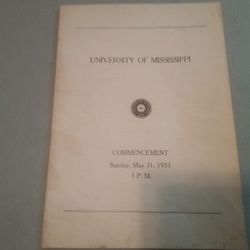 UNIVERSITY OF MISSISSIPPI
COMMENCEMENT
Sunday, May 31, 1953
3 P. M.